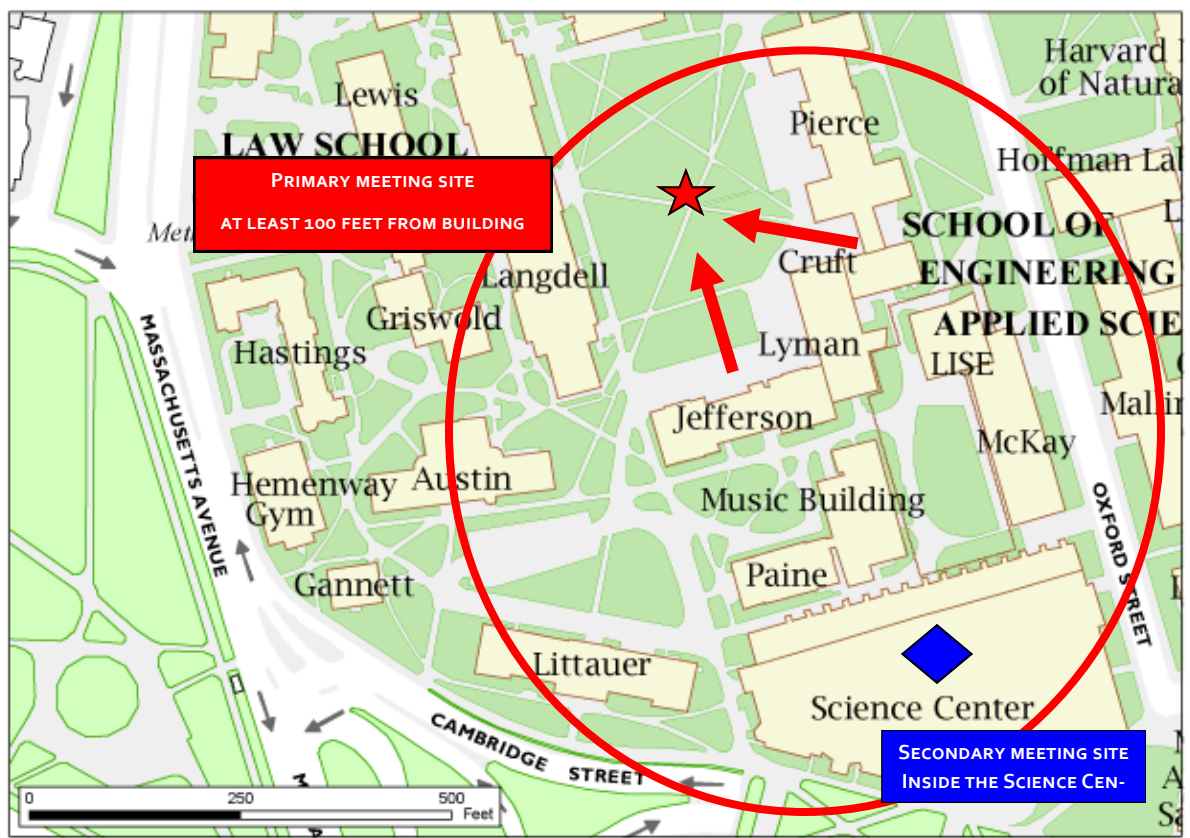 Harvard
of Natura
Lewis
Pierce
LAW SCHOOL
Hoffman Lab
PRIMARY MEETING SITE
AT LEAST 100 FEET FROM BUILDING
L
SCHOOL OF
Met
Cruft
ENGINEERING
Langdell
Griswold
APPLIED SCIE
Hastings
Lyman
LISE
MASSACHUSETTS AVENUE
Mallin
Jefferson
McKay
Hemenway
Gym
Austin
Music Building
OXFORD STREET
Gannett
Paine
Littauer
Science Center
CAMBRIDGE STREET
SECONDARY MEETING SITE
INSIDE THE SCIENCE CEN-
0 250 500
Feet
A